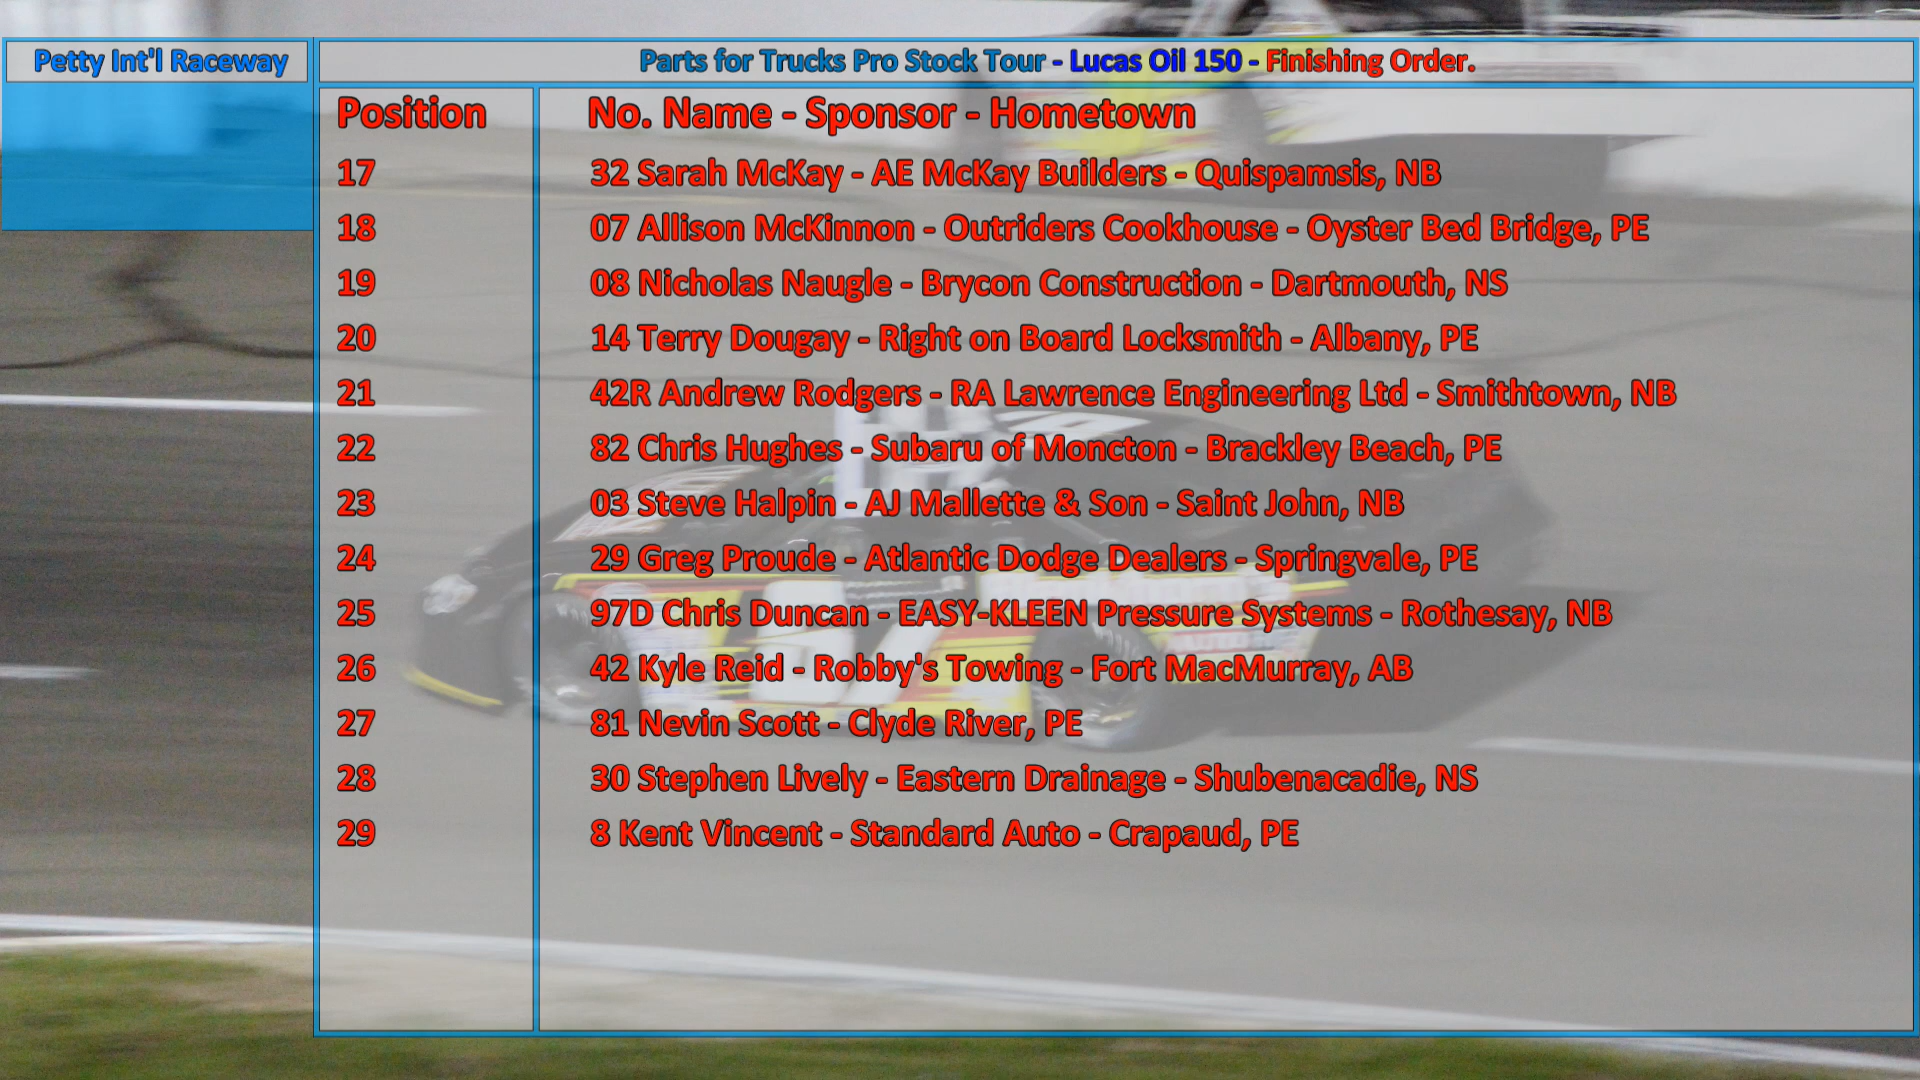 Petty Int'l Raceway
Parts for Trucks Pro Stock Tour - Lucas Oil 150 - Finishing Order.
Position No. Name - Sponsor - Hometown
17 32 Sarah McKay - AE McKay Builders - Quispamsis, NB
18 07 Allison McKinnon - Outriders Cookhouse - Oyster Bed Bridge, PE
19 08 Nicholas Naugle - Brycon Construction - Dartmouth, NS
20 14 Terry Dougay - Right on Board Locksmith - Albany, PE
21 42R Andrew Rodgers - RA Lawrence Engineering Ltd - Smithtown, NB
22 82 Chris Hughes - Subaru of Moncton - Brackley Beach, PE
23 03 Steve Halpin - AJ Mallette & Son - Saint John, NB
24 29 Greg Proude - Atlantic Dodge Dealers - Springvale, PE
25 97D Chris Duncan - EASY-KLEEN Pressure Systems - Rothesay, NB
26 42 Kyle Reid - Robby's Towing - Fort MacMurray, AB
27 81 Nevin Scott - Clyde River, PE
28 30 Stephen Lively - Eastern Drainage - Shubenacadie, NS
29 8 Kent Vincent - Standard Auto - Crapaud, PE